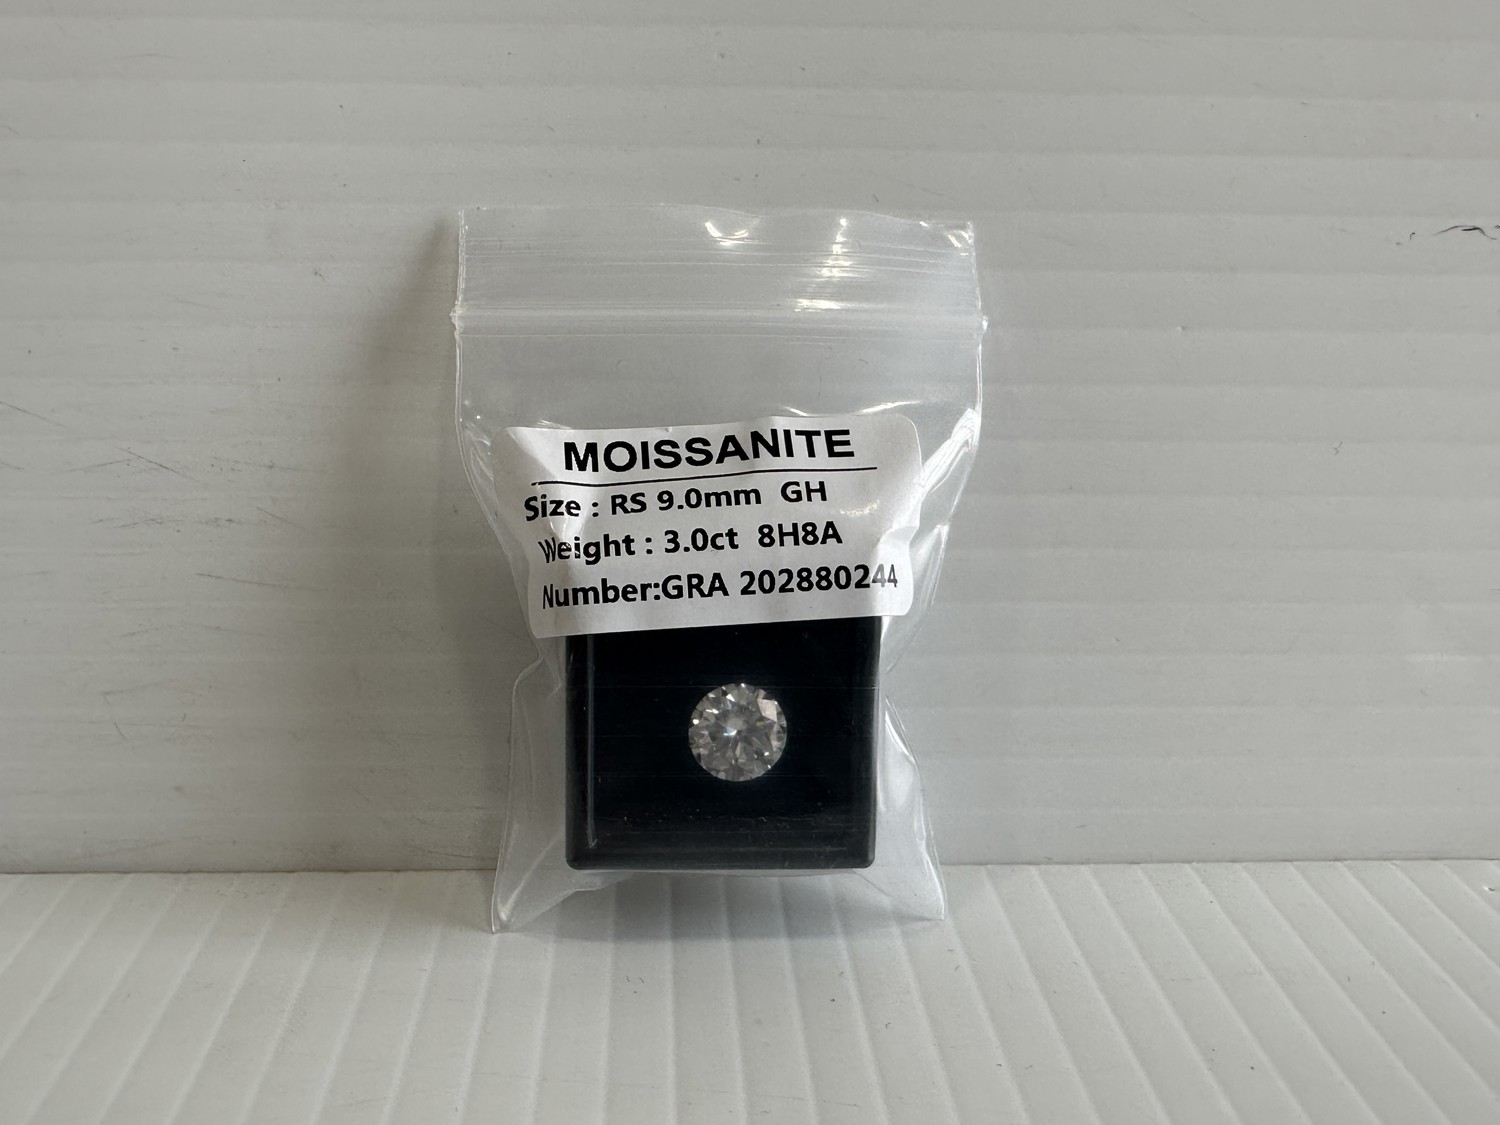 MOISSANITE
Size : RS 9.0mm GH
Weight : 3.0ct 8H8A
Number:GRA 202880244